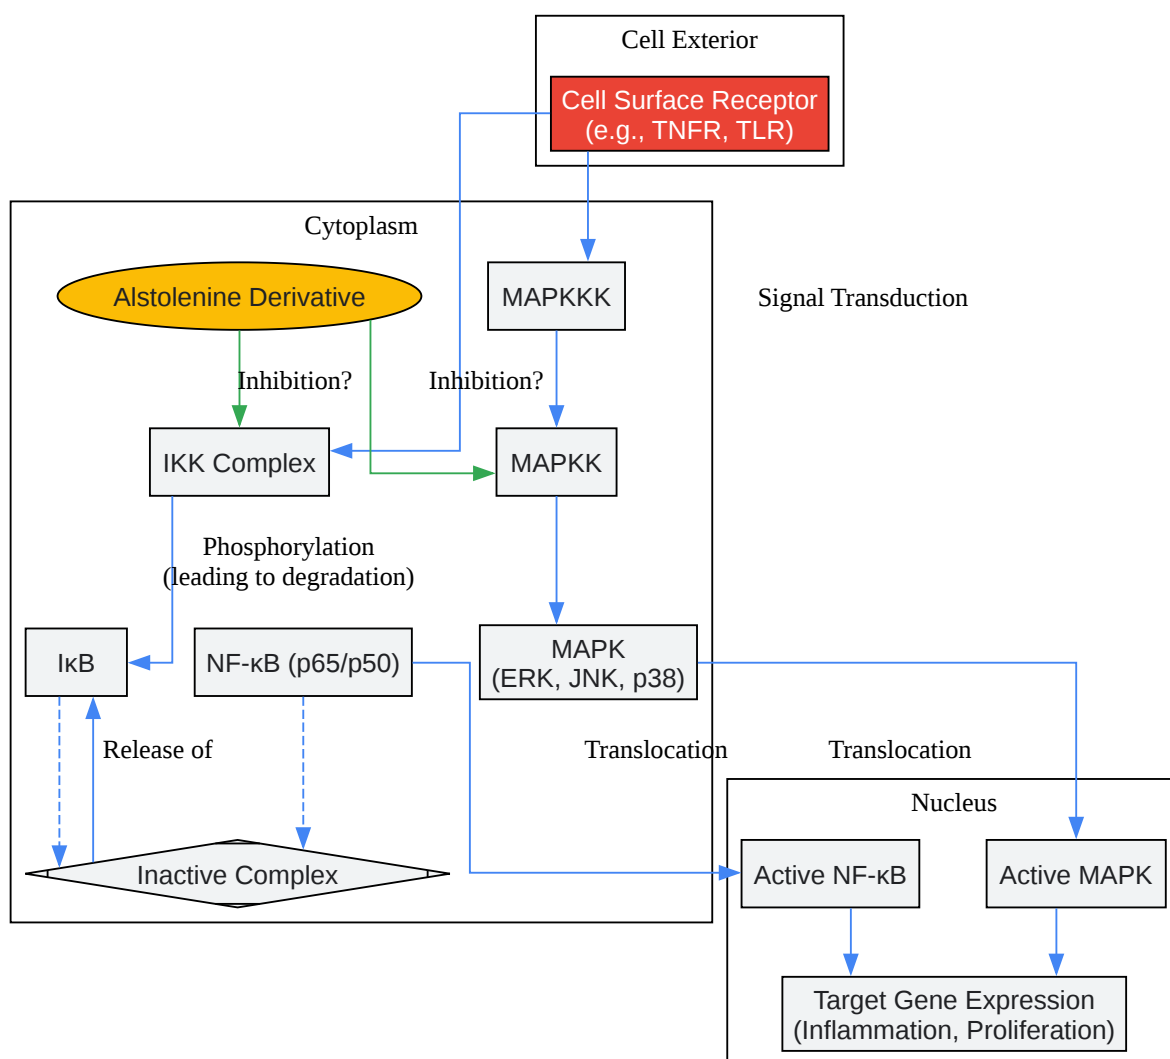 Cell Exterior
Cell Surface Receptor
(e.g., TNFR, TLR)
Cytoplasm
Alstolenine Derivative
MAPKKK
Signal Transduction
Inhibition?
Inhibition?
IKK Complex
MAPKK
Phosphorylation
(leading to degradation)
IκB
NF-κB (p65/p50)
MAPK
(ERK, JNK, p38)
Release of
Translocation
Translocation
Nucleus
Inactive Complex
Active NF-κB
Active MAPK
Target Gene Expression
(Inflammation, Proliferation)